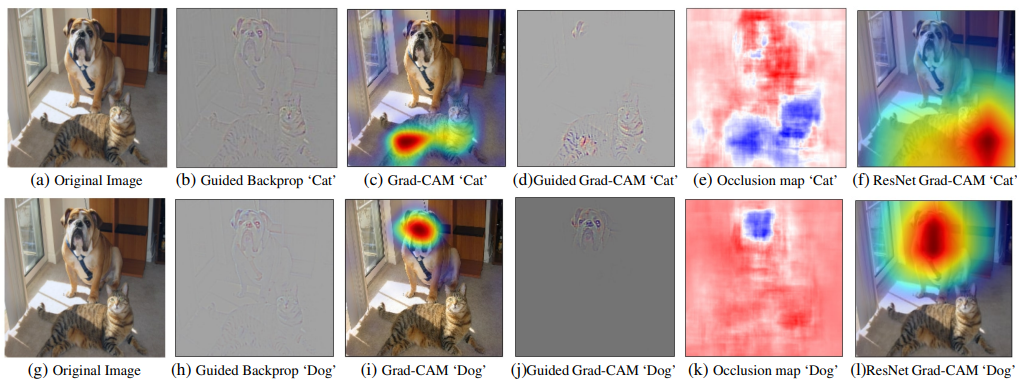 (a) Original Image (b) Guided Backprop ‘Cat’ (c) Grad-CAM ‘Cat’ (d)Guided Grad-CAM ‘Cat’ (e) Occlusion map ‘Cat’ (f) ResNet Grad-CAM ‘Cat’
(g) Original Image (h) Guided Backprop ‘Dog’ (i) Grad-CAM ‘Dog’ (j)Guided Grad-CAM ‘Dog’ (k) Occlusion map ‘Dog’ (l)ResNet Grad-CAM ‘Dog’